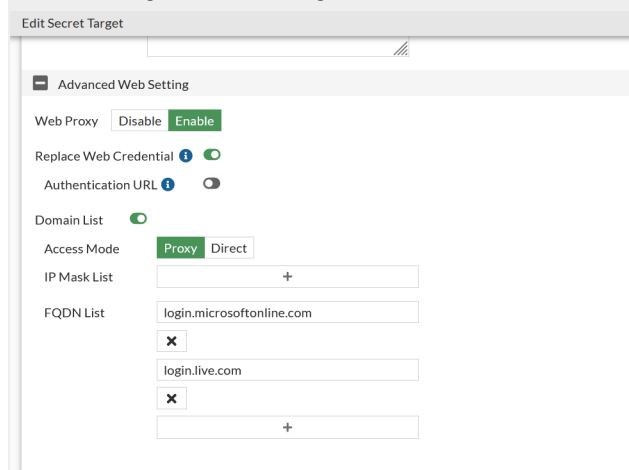 Edit Secret Target
Advanced Web Setting
Web Proxy Disable Enable
Replace Web Credential
Authentication URL
Domain List
Access Mode Proxy Direct
IP Mask List
FQDN List login.microsoftonline.com
login.live.com